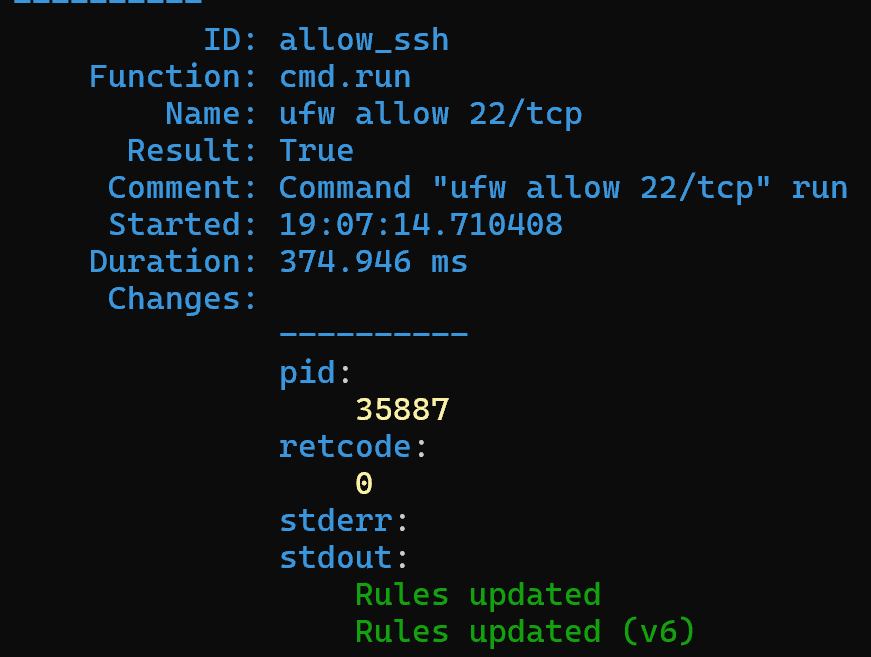 ----------
ID: allow_ssh
Function: cmd.run
Name: ufw allow 22/tcp
Result: True
Comment: Command "ufw allow 22/tcp" run
Started: 19:07:14.710408
Duration: 374.946 ms
Changes:
----------
pid:
35887
retcode:
0
stderr:
stdout:
Rules updated
Rules updated (v6)